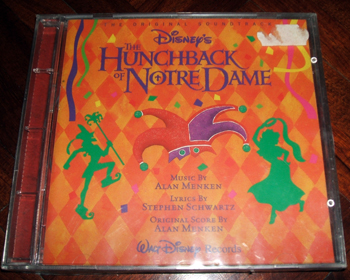 THE ORIGINAL SOUNDTRACK
DISNEY'S
THE
HUNCHBACK
OF NOTRE DAME
MUSIC BY
ALAN MENKEN
LYRICS BY
STEPHEN SCHWARTZ
ORIGINAL SCORE BY
ALAN MENKEN
WALT DISNEY Records